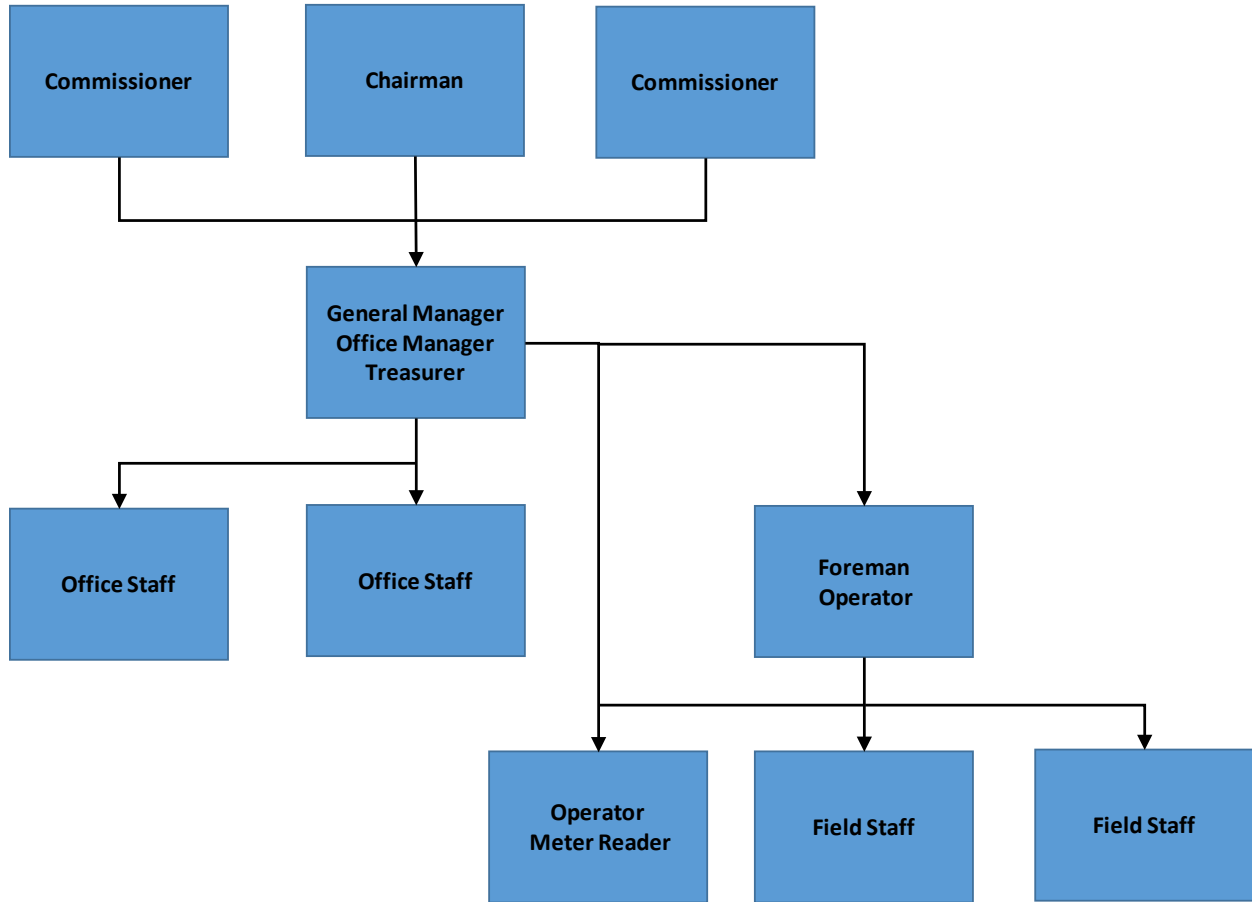 Commissioner
Chairman
Commissioner
General Manager
Office Manager
Treasurer
Office Staff
Office Staff
Foreman
Operator
Operator
Meter Reader
Field Staff
Field Staff